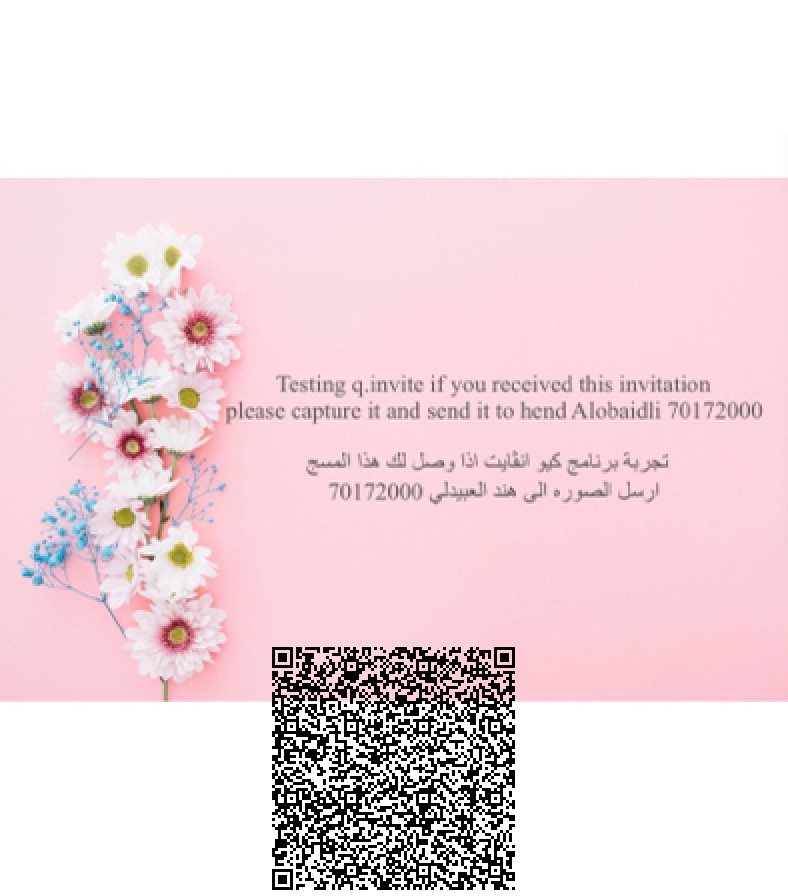 Testing q.invite if you received this invitation
please capture it and send it to hend Alobaidli 70172000
تجربة برنامج كيو انڤايت اذا وصل لك هذا المسج
ارسل الصوره الى هند العبيدلي 70172000